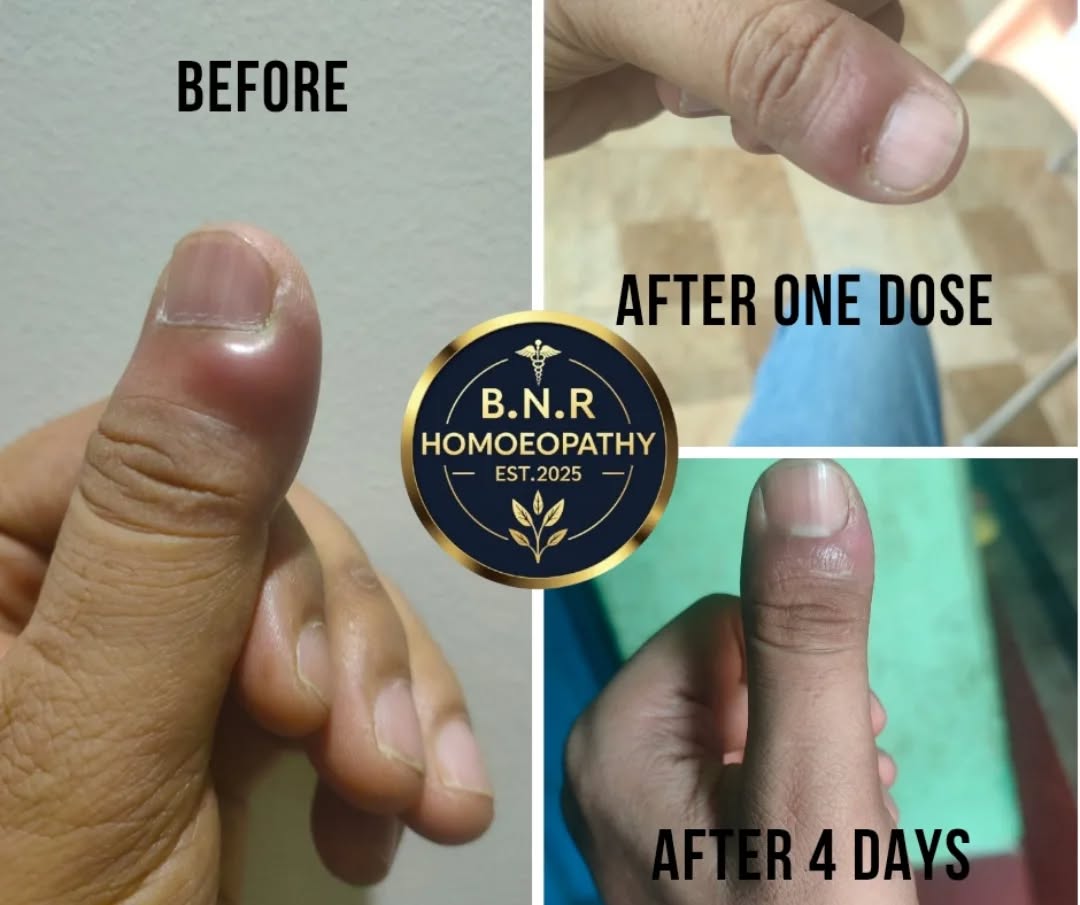 BEFORE
AFTER ONE DOSE
B.N.R
HOMOEOPATHY
EST.2025
AFTER 4 DAYS